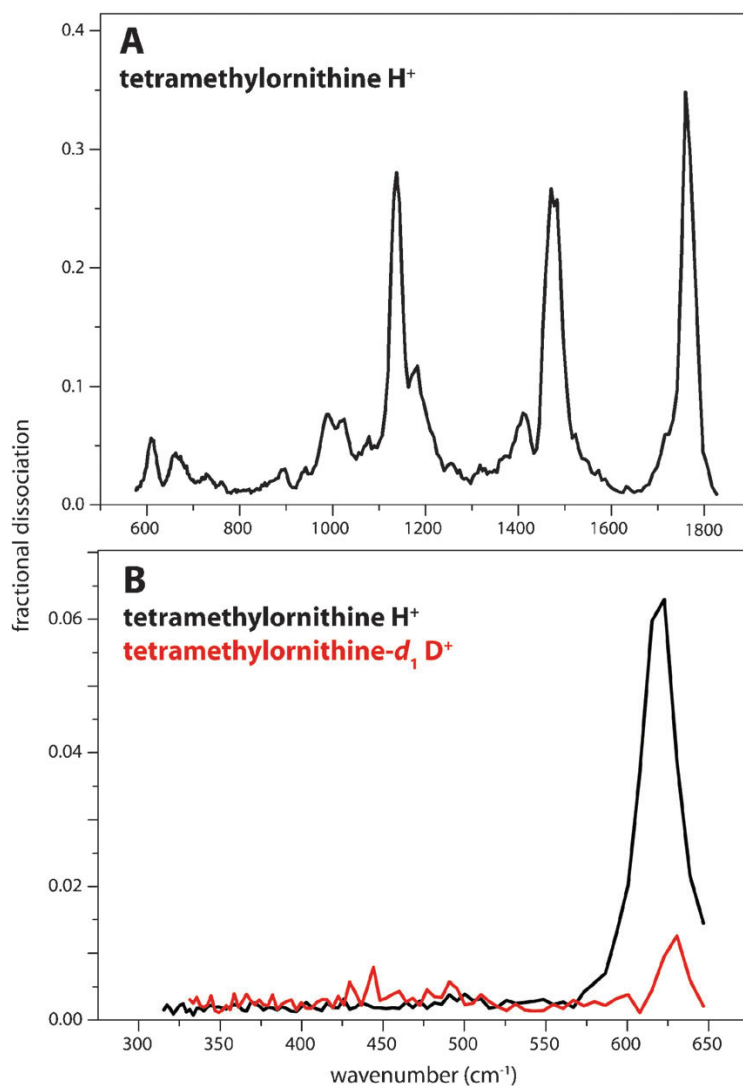 A
tetramethylornithine H⁺
0.4
0.3
0.2
0.1
0.0
600 800 1000 1200 1400 1600 1800
fractional dissociation
B
tetramethylornithine H⁺
tetramethylornithine-d₁ D⁺
0.06
0.04
0.02
0.00
300 350 400 450 500 550 600 650
wavenumber (cm⁻¹)